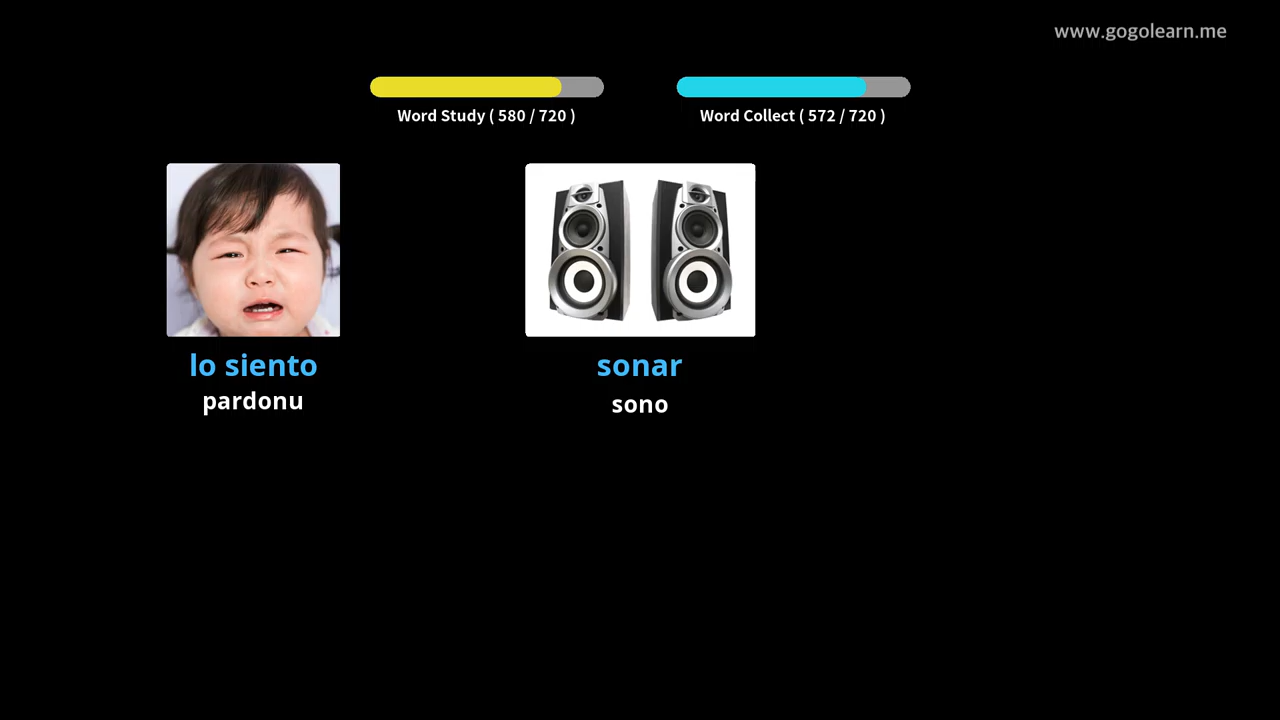 www.gogolearn.me
Word Study ( 580 / 720 )
Word Collect ( 572 / 720 )
lo siento
pardonu
sonar
sono